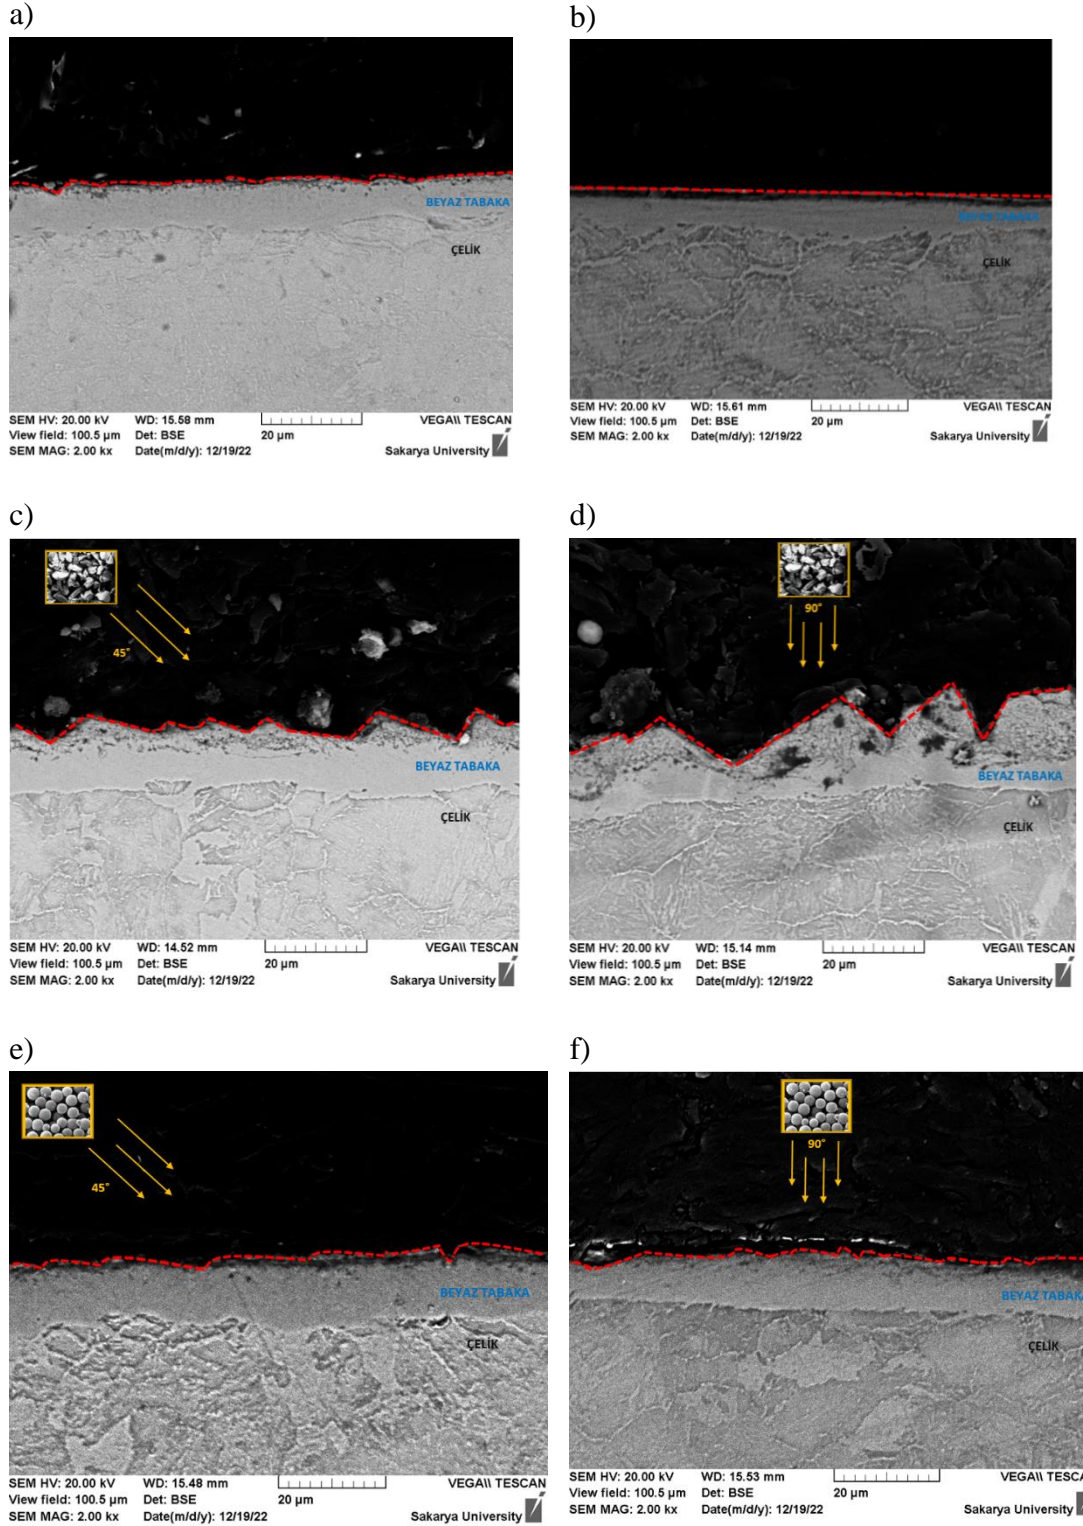 a)
b)
BEYAZ TABAKA
ÇELİK
BEYAZ TABAKA
ÇELİK
SEM HV: 20.00 kV WD: 15.58 mm
20 µm
VEGA\\ TESCAN
View field: 100.5 µm Det: BSE
SEM MAG: 2.00 kx Date(m/d/y): 12/19/22
Sakarya University
SEM HV: 20.00 kV WD: 15.61 mm
20 µm
VEGA\\ TESCAN
View field: 100.5 µm Det: BSE
SEM MAG: 2.00 kx Date(m/d/y): 12/19/22
Sakarya University
c)
d)
45°
BEYAZ TABAKA
ÇELİK
90°
BEYAZ TABAKA
ÇELİK
SEM HV: 20.00 kV WD: 14.52 mm
20 µm
VEGA\\ TESCAN
View field: 100.5 µm Det: BSE
SEM MAG: 2.00 kx Date(m/d/y): 12/19/22
Sakarya University
SEM HV: 20.00 kV WD: 15.14 mm
20 µm
VEGA\\ TESCAN
View field: 100.5 µm Det: BSE
SEM MAG: 2.00 kx Date(m/d/y): 12/19/22
Sakarya University
e)
f)
45°
BEYAZ TABAKA
ÇELİK
90°
BEYAZ TABAKA
ÇELİK
SEM HV: 20.00 kV WD: 15.48 mm
20 µm
VEGA\\ TESCAN
View field: 100.5 µm Det: BSE
SEM MAG: 2.00 kx Date(m/d/y): 12/19/22
Sakarya University
SEM HV: 20.00 kV WD: 15.53 mm
20 µm
VEGA\\ TESCA
View field: 100.5 µm Det: BSE
SEM MAG: 2.00 kx Date(m/d/y): 12/19/22
Sakarya University